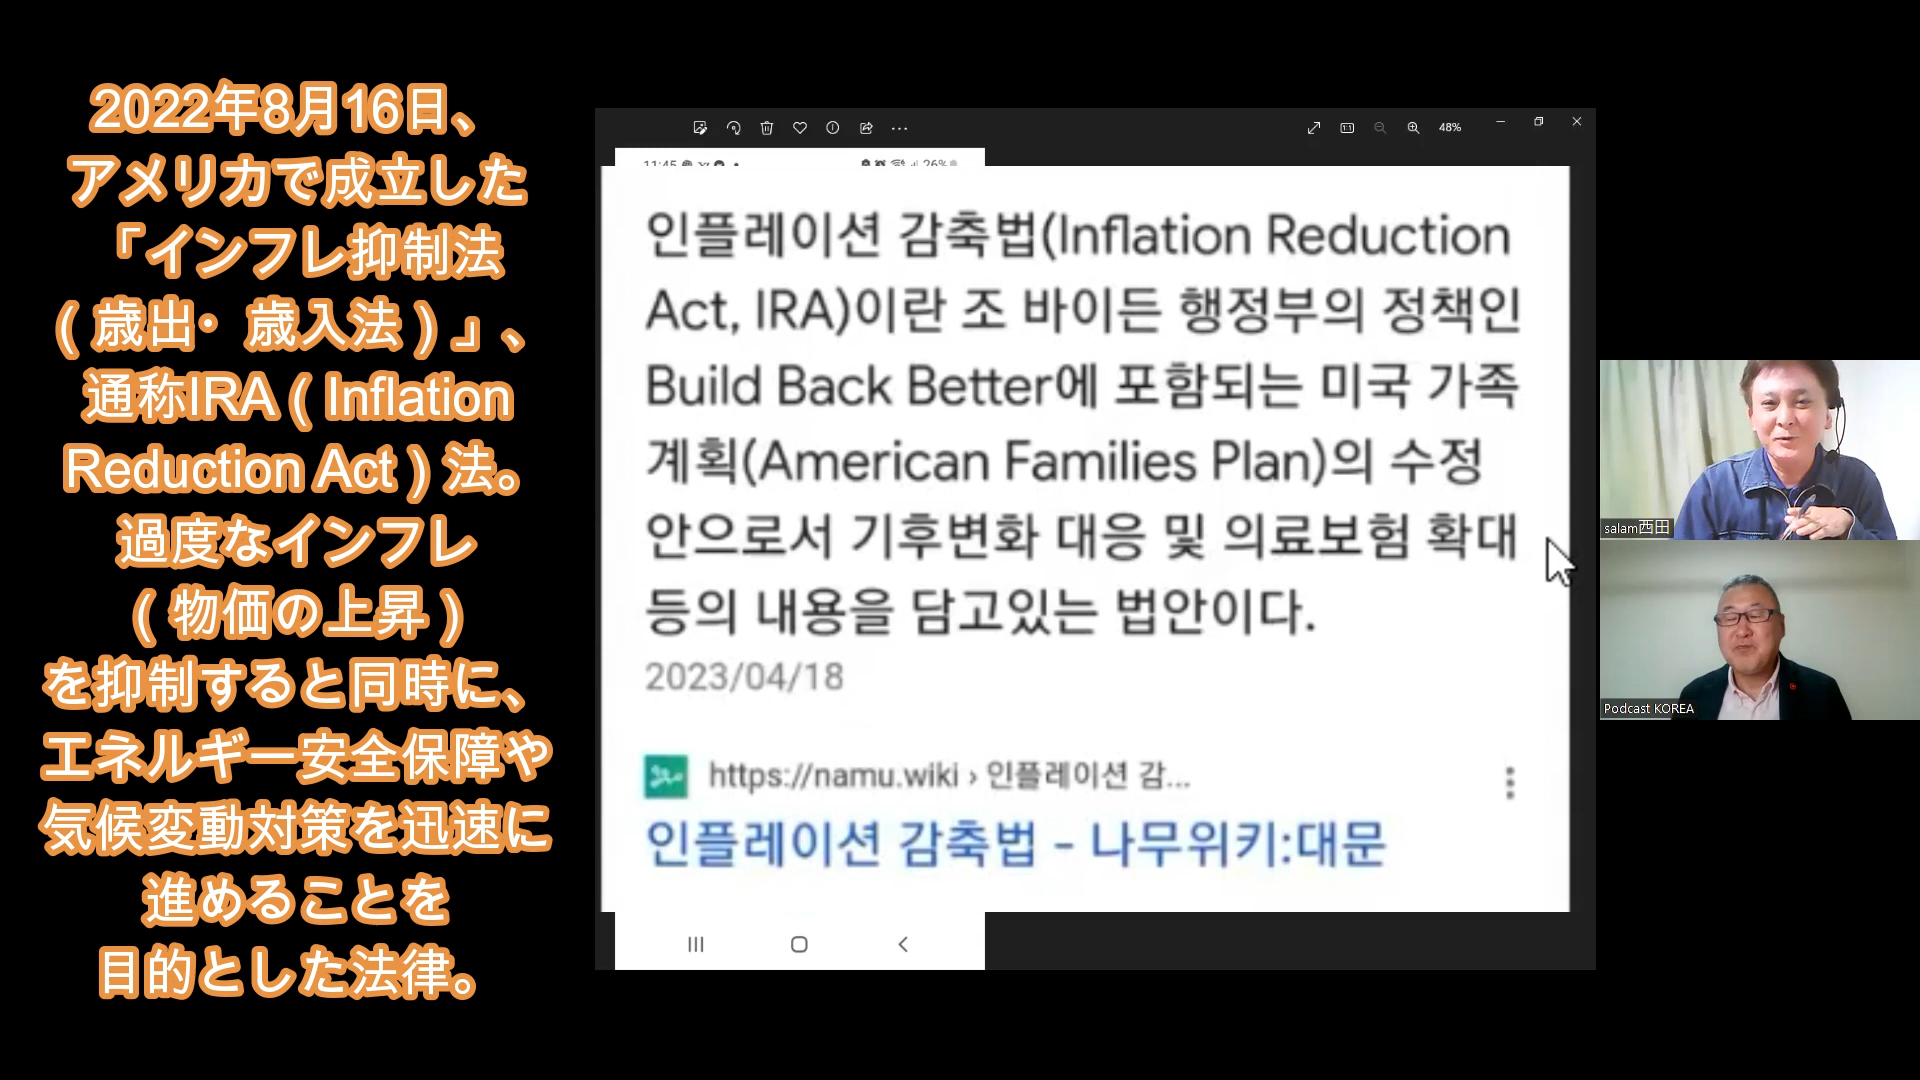 2022年8月16日、
アメリカで成立した
「インフレ抑制法
(歳出・歳入法)」、
通称IRA(Inflation
Reduction Act)法。
過度なインフレ
(物価の上昇)
を抑制すると同時に、
エネルギー安全保障や
気候変動対策を迅速に
進めることを
目的とした法律。
48%
11:45
26%
인플레이션 감축법(Inflation Reduction
Act, IRA)이란 조 바이든 행정부의 정책인
Build Back Better에 포함되는 미국 가족
계획(American Families Plan)의 수정
안으로서 기후변화 대응 및 의료보험 확대
등의 내용을 담고있는 법안이다.
2023/04/18
https://namu.wiki › 인플레이션 감...
인플레이션 감축법 - 나무위키:대문
salam西田
Podcast KOREA